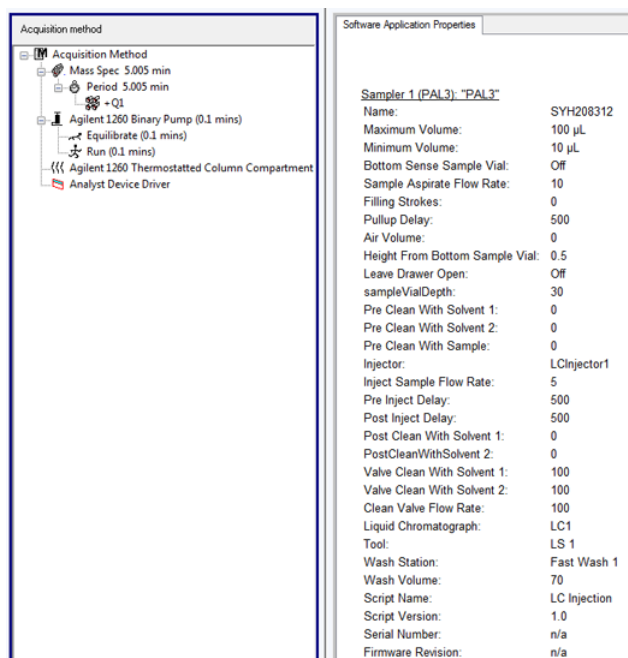 Acquisition method
Acquisition Method
Mass Spec 5.005 min
Period 5.005 min
+Q1
Agilent 1260 Binary Pump (0.1 mins)
Equilibrate (0.1 mins)
Run (0.1 mins)
Agilent 1260 Thermostatted Column Compartment
Analyst Device Driver
Software Application Properties
Sampler 1 (PAL3): "PAL3"
Name: SYH208312
Maximum Volume: 100 µL
Minimum Volume: 10 µL
Bottom Sense Sample Vial: Off
Sample Aspirate Flow Rate: 10
Filling Strokes: 0
Pullup Delay: 500
Air Volume: 0
Height From Bottom Sample Vial: 0.5
Leave Drawer Open: Off
sampleVialDepth: 30
Pre Clean With Solvent 1: 0
Pre Clean With Solvent 2: 0
Pre Clean With Sample: 0
Injector: LCInjector1
Inject Sample Flow Rate: 5
Pre Inject Delay: 500
Post Inject Delay: 500
Post Clean With Solvent 1: 0
PostCleanWithSolvent 2: 0
Valve Clean With Solvent 1: 100
Valve Clean With Solvent 2: 100
Clean Valve Flow Rate: 100
Liquid Chromatograph: LC1
Tool: LS 1
Wash Station: Fast Wash 1
Wash Volume: 70
Script Name: LC Injection
Script Version: 1.0
Serial Number: n/a
Firmware Revision: n/a